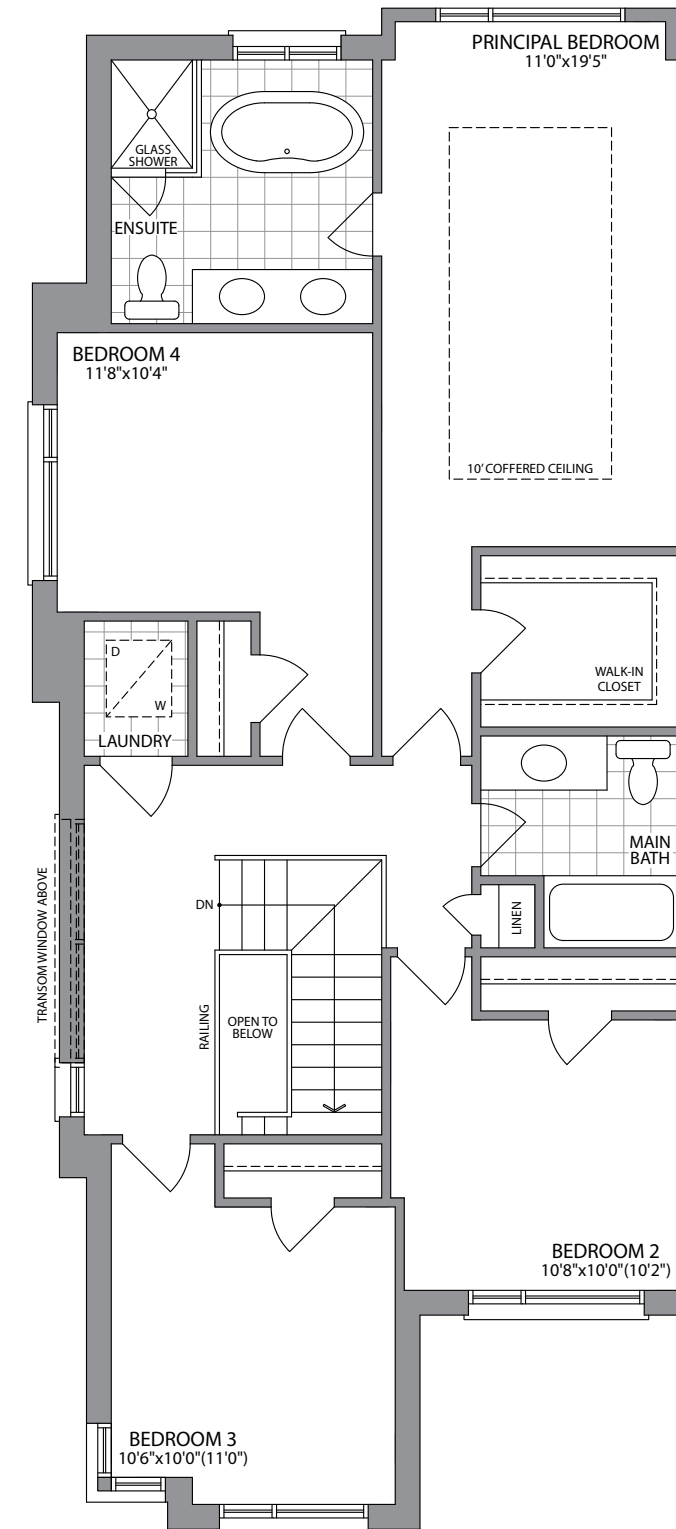 PRINCIPAL BEDROOM
11'0"x19'5"
GLASS
SHOWER
ENSUITE
BEDROOM 4
11'8"x10'4"
10' COFFERED CEILING
D
W
LAUNDRY
WALK-IN
CLOSET
MAIN
BATH
LINEN
TRANSOM WINDOW ABOVE
DN
RAILING
OPEN TO
BELOW
BEDROOM 2
10'8"x10'0"(10'2")
BEDROOM 3
10'6"x10'0"(11'0")